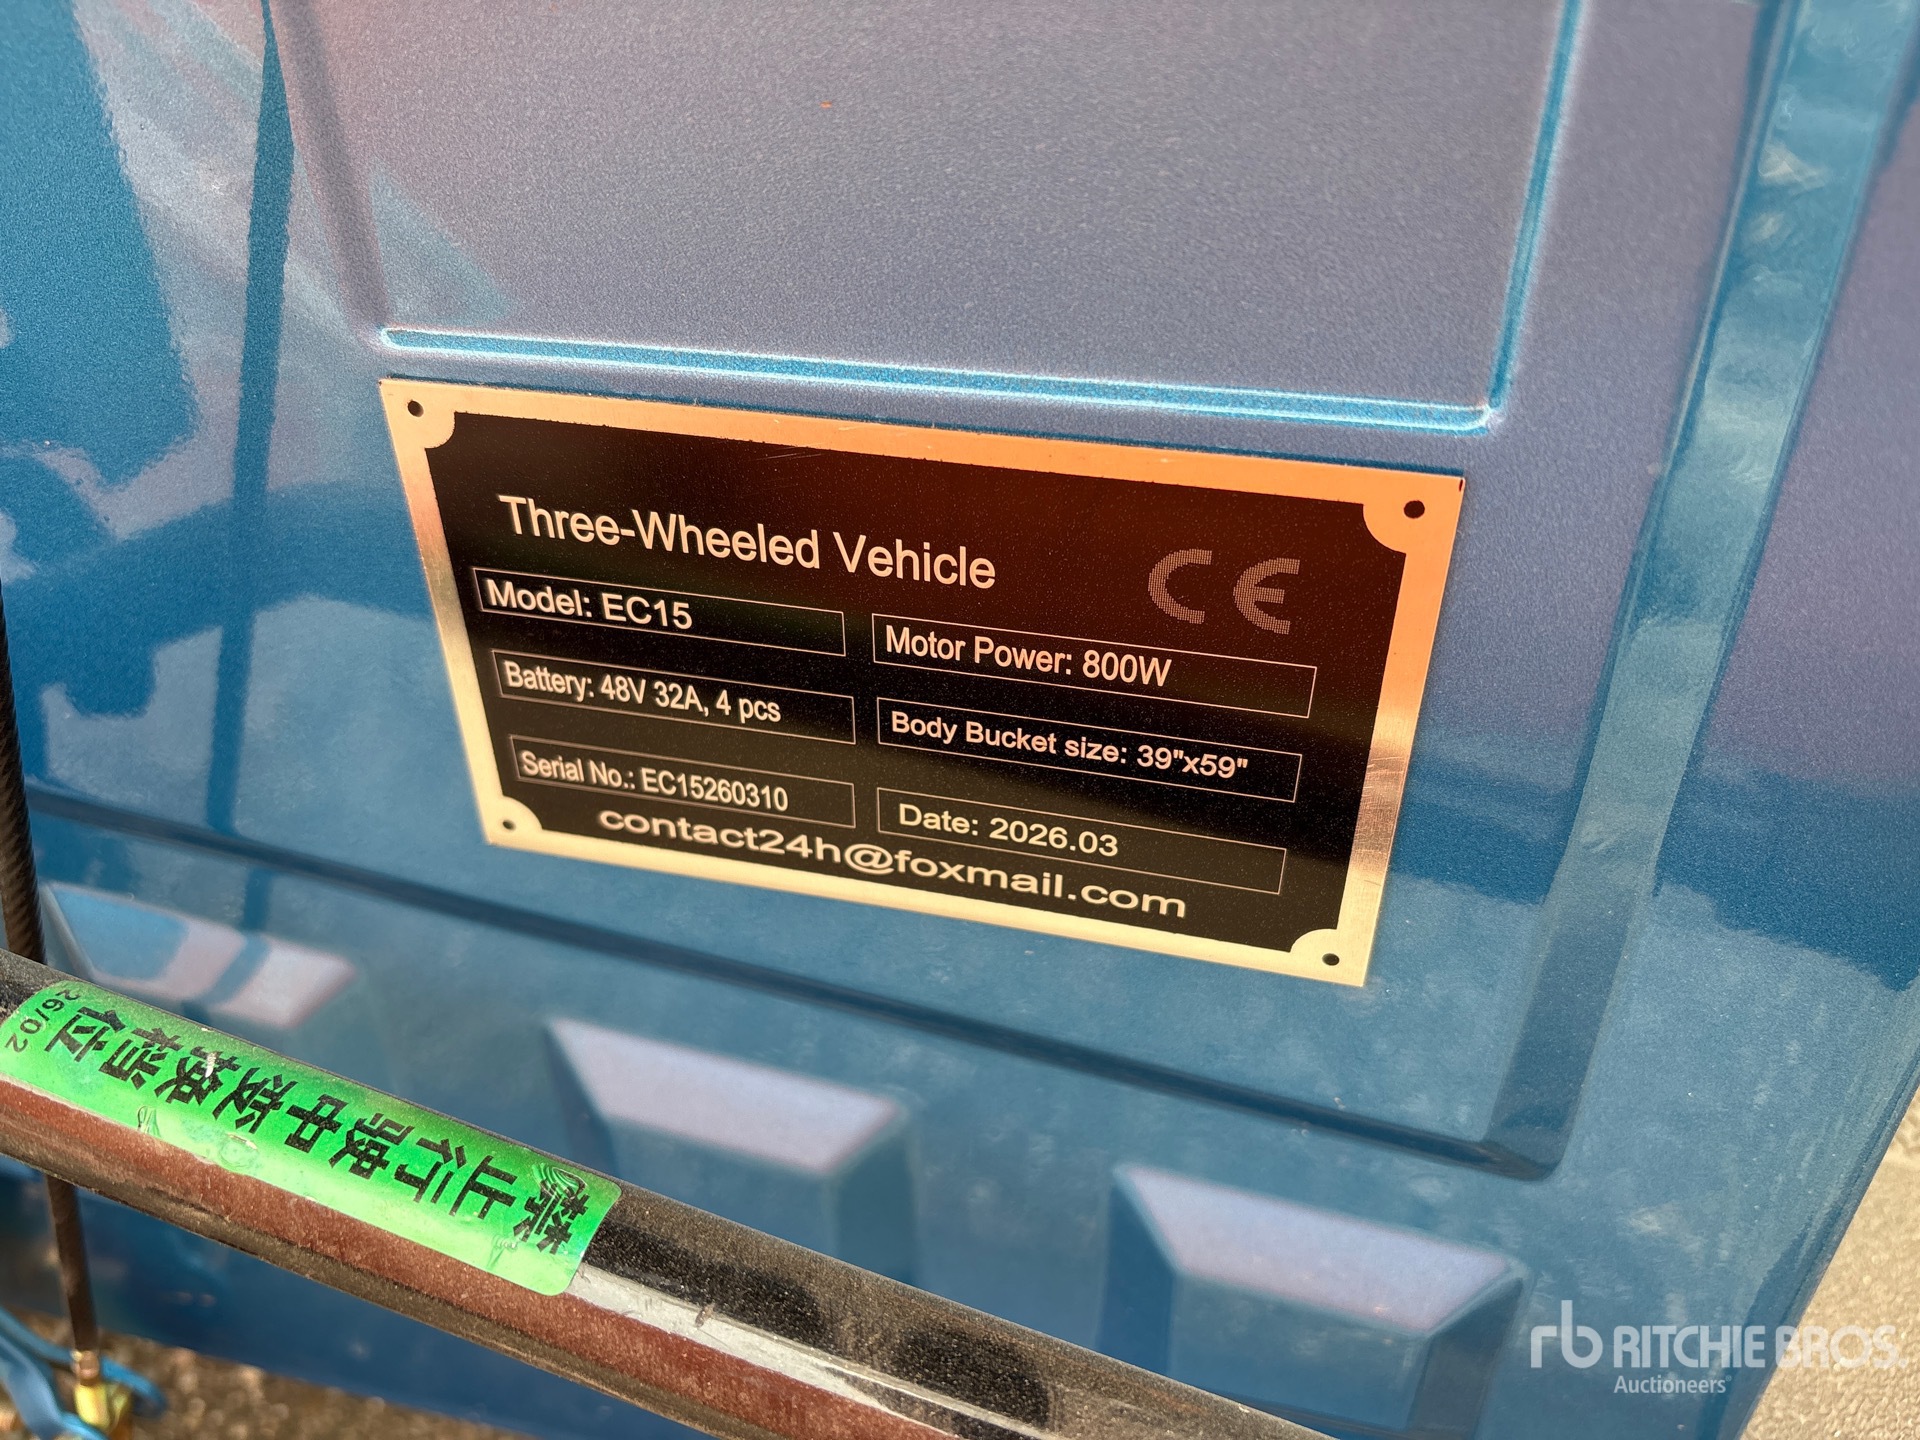 Three-Wheeled Vehicle
CE
Model: EC15
Motor Power: 800W
Battery: 48V 32A, 4 pcs
Body Bucket size: 39"x59"
Serial No.: EC15260310
Date: 2026.03
contact24h@foxmail.com
禁止行驶中变换档位
26/02
rb RITCHIE BROS.
Auctioneers